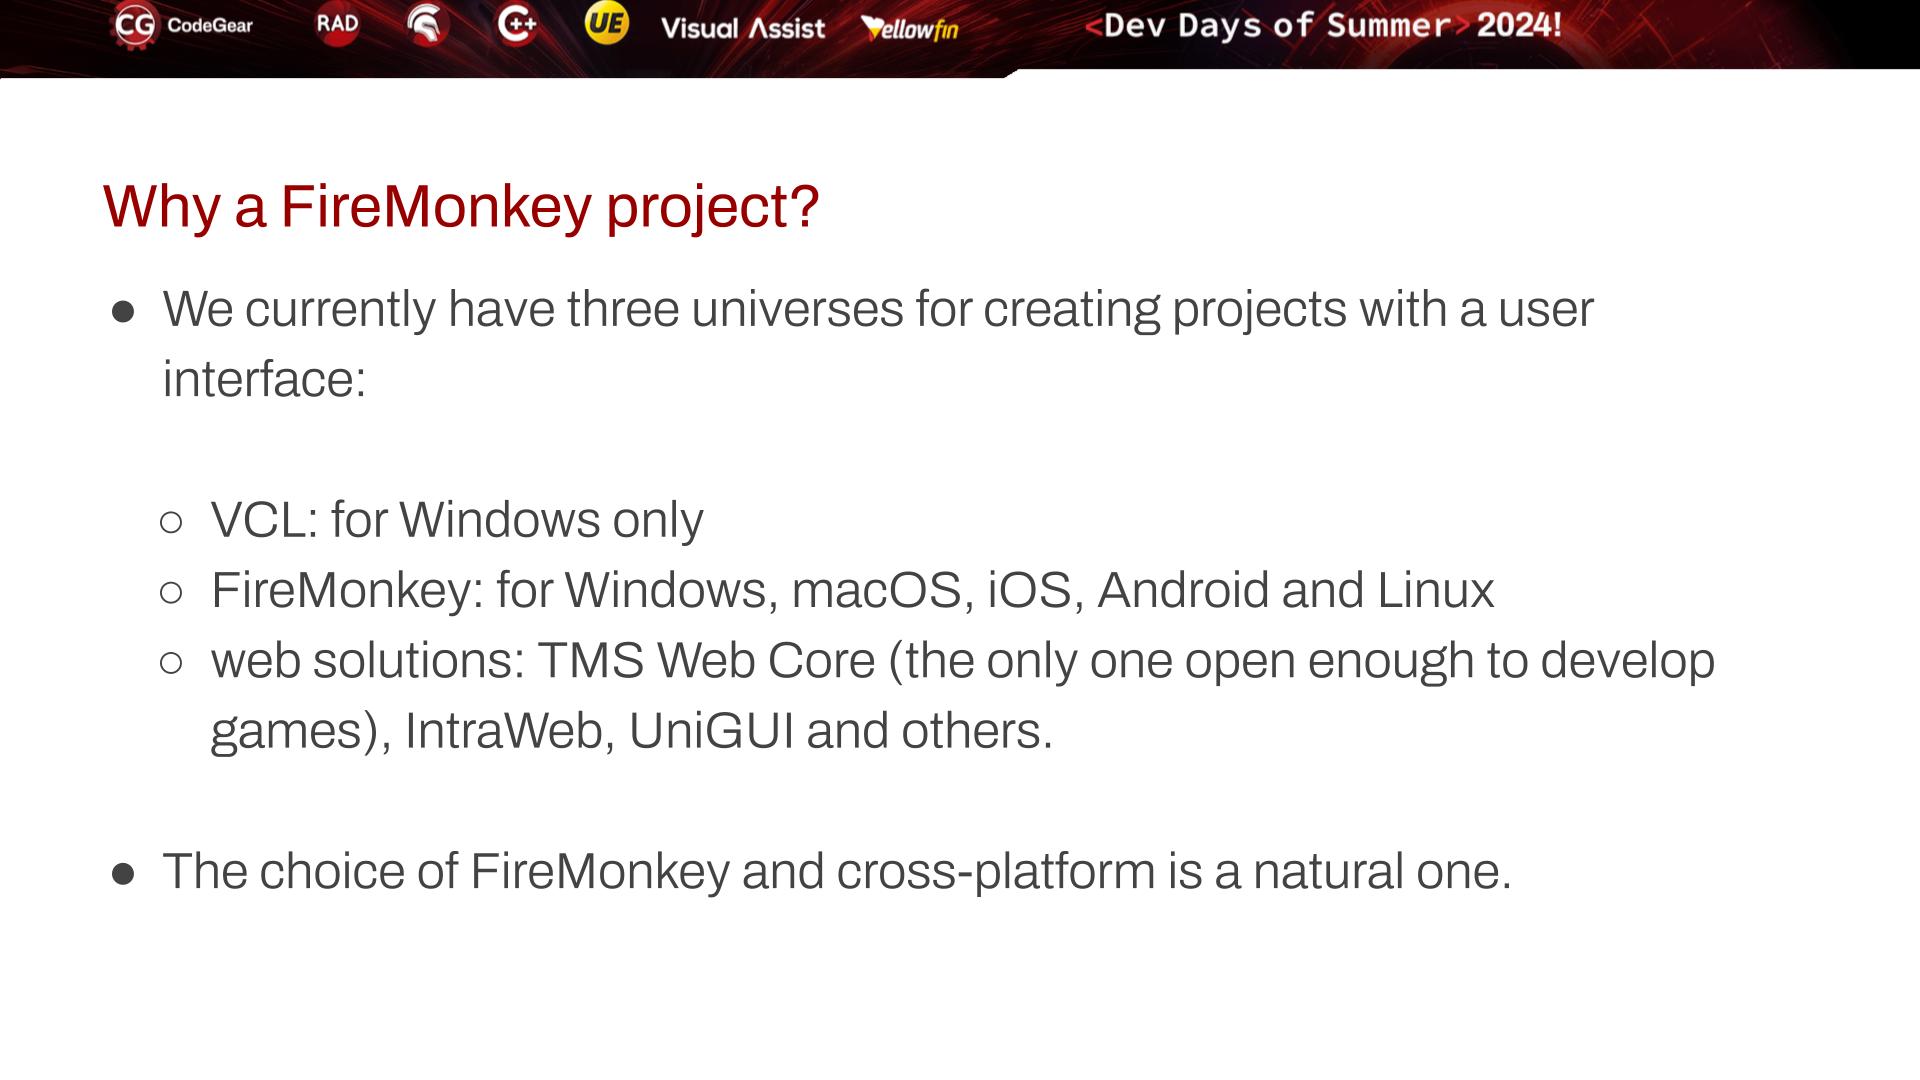 CG CodeGear RAD C++ UE Visual Assist Yellowfin <Dev Days of Summer> 2024!
Why a FireMonkey project?
● We currently have three universes for creating projects with a user
interface:
○ VCL: for Windows only
○ FireMonkey: for Windows, macOS, iOS, Android and Linux
○ web solutions: TMS Web Core (the only one open enough to develop
games), IntraWeb, UniGUI and others.
● The choice of FireMonkey and cross-platform is a natural one.